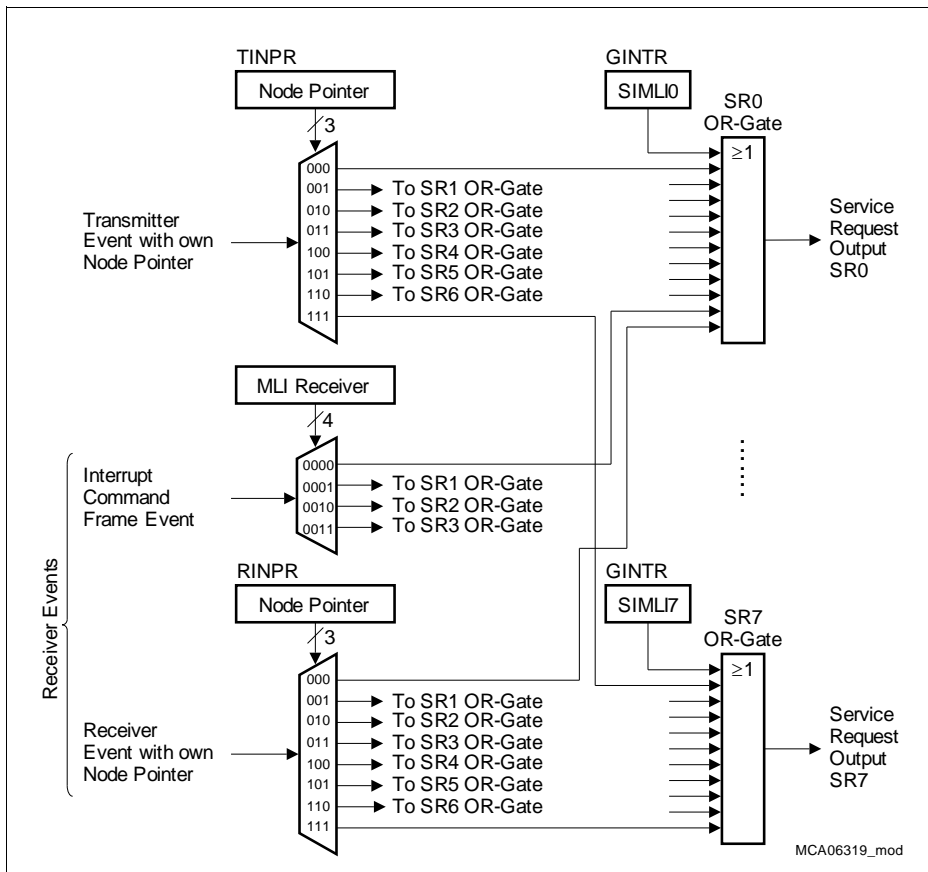 TINPR
Node Pointer
3
000
001
010
011
100
101
110
111
To SR1 OR-Gate
To SR2 OR-Gate
To SR3 OR-Gate
To SR4 OR-Gate
To SR5 OR-Gate
To SR6 OR-Gate
Transmitter
Event with own
Node Pointer
GINTR
SIMLI0
SR0
OR-Gate
≥1
Service
Request
Output
SR0
MLI Receiver
4
0000
0001
0010
0011
To SR1 OR-Gate
To SR2 OR-Gate
To SR3 OR-Gate
Interrupt
Command
Frame Event
Receiver Events
RINPR
Node Pointer
3
000
001
010
011
100
101
110
111
To SR1 OR-Gate
To SR2 OR-Gate
To SR3 OR-Gate
To SR4 OR-Gate
To SR5 OR-Gate
To SR6 OR-Gate
Receiver
Event with own
Node Pointer
GINTR
SIMLI7
SR7
OR-Gate
≥1
Service
Request
Output
SR7
MCA06319_mod